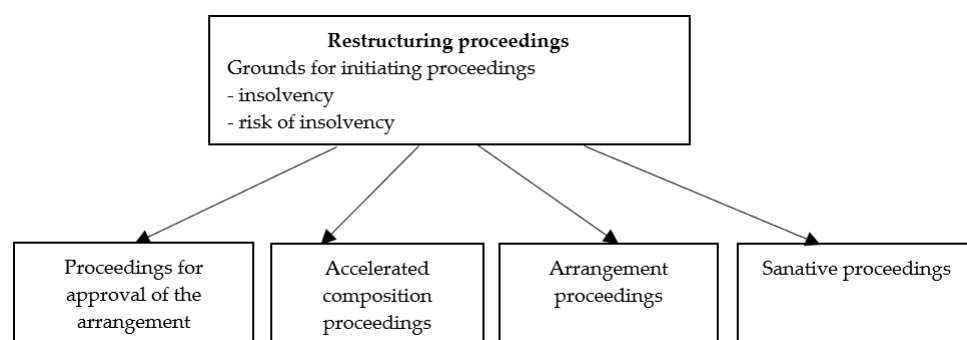 Restructuring proceedings
Grounds for initiating proceedings
- insolvency
- risk of insolvency
Proceedings for
approval of the
arrangement
Accelerated
composition
proceedings
Arrangement
proceedings
Sanative proceedings